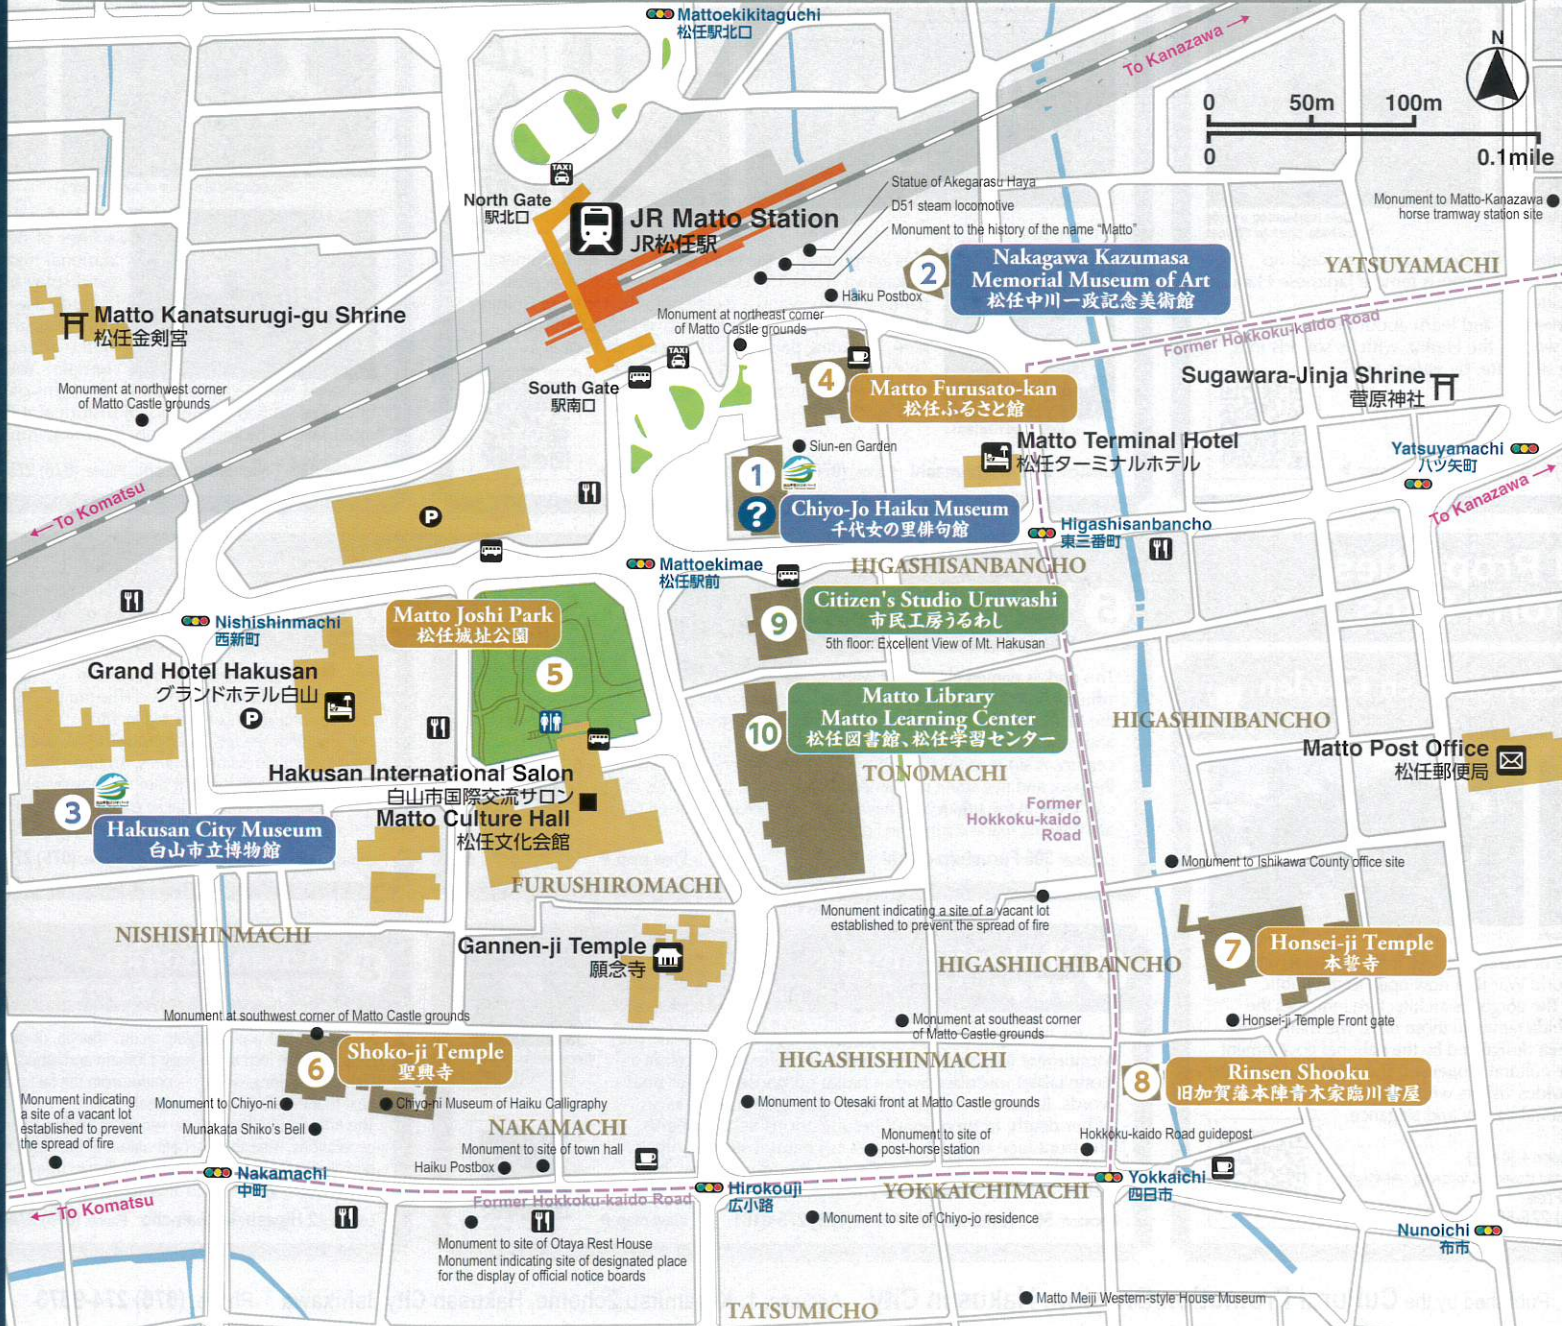 Mattoekikitaguchi
松任駅北口
To Kanazawa
N
0 50m 100m
0 0.1mile
TAXI
North Gate
駅北口
JR Matto Station
JR松任駅
Statue of Akegarasu Haya
D51 steam locomotive
Monument to the history of the name “Matto”
Monument to Matto-Kanazawa
horse tramway station site
2
Nakagawa Kazumasa
Memorial Museum of Art
松任中川一政記念美術館
YATSUYAMACHI
Haiku Postbox
Matto Kanatsurugi-gu Shrine
松任金剣宮
Monument at northeast corner
of Matto Castle grounds
Former Hokkoku-kaido Road
TAXI
South Gate
駅南口
Monument at northwest corner
of Matto Castle grounds
4
Matto Furusato-kan
松任ふるさと館
Sugawara-Jinja Shrine
菅原神社
Siun-en Garden
Matto Terminal Hotel
松任ターミナルホテル
Yatsuyamachi
八ツ矢町
To Kanazawa
To Komatsu
P
1
?
Chiyo-Jo Haiku Museum
千代女の里俳句館
Higashisanbancho
東三番町
Mattoekimae
松任駅前
HIGASHISANBANCHO
Nishishinmachi
西新町
Matto Joshi Park
松任城址公園
5
9
Citizen's Studio Uruwashi
市民工房うるわし
5th floor: Excellent View of Mt. Hakusan
Grand Hotel Hakusan
グランドホテル白山
P
10
Matto Library
Matto Learning Center
松任図書館、松任学習センター
HIGASHINIBANCHO
Matto Post Office
松任郵便局
TONOMACHI
Hakusan International Salon
白山市国際交流サロン
Matto Culture Hall
松任文化会館
Former
Hokkoku-kaido
Road
3
Hakusan City Museum
白山市立博物館
Monument to Ishikawa County office site
FURUSHIROMACHI
Monument indicating a site of a vacant lot
established to prevent the spread of fire
NISHISHINMACHI
Gannen-ji Temple
願念寺
7
Honsei-ji Temple
本誓寺
HIGASHIICHIBANCHO
Monument at southwest corner of Matto Castle grounds
Monument at southeast corner
of Matto Castle grounds
Honsei-ji Temple Front gate
6
Shoko-ji Temple
聖興寺
HIGASHISHINMACHI
8
Rinsen Shooku
旧加賀藩本陣青木家臨川書屋
Monument indicating
a site of a vacant lot
established to prevent
the spread of fire
Monument to Chiyo-ni
Chiyo-ni Museum of Haiku Calligraphy
Munakata Shiko's Bell
Monument to Otesaki front at Matto Castle grounds
NAKAMACHI
Monument to site of town hall
Haiku Postbox
Monument to site of
post-horse station
Hokkoku-kaido Road guidepost
Nakamachi
中町
To Komatsu
Former Hokkoku-kaido Road
Hirokouji
広小路
YOKKAICHIMACHI
Yokkaichi
四日市
Monument to site of Chiyo-jo residence
Nunoichi
布市
Monument to site of Otaya Rest House
Monument indicating site of designated place
for the display of official notice boards
Matto Meiji Western-style House Museum
TATSUMICHO